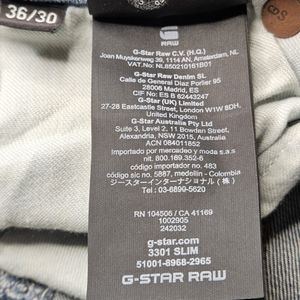 36/30
G
RAW
G-Star Raw C.V. (H.Q.)
Joan Muyskenweg 39, 1114 AN, Amsterdam, NL
VAT No: NL850210161B01
G-Star Raw Denim SL
Calle de General Diaz Porlier 95
28006 Madrid, ES
CIF No: ES B 62443247
G-Star (UK) Limited
27-28 Eastcastle Street, London W1W 8DH,
United Kingdom
G-Star Australia Pty Ltd
Suite 3, Level 2, 11 Bowden Street,
Alexandria, NSW 2015, Australia
ACN 084011852
importado por mercadeo y moda s.a.s
nit. 800.169.352-6
código importador no. 483
código sic no. 5887, medellin - Colombia
ジースターインターナショナル（株）
Tel : 03-6890-5620
RN 104506 / CA 41169
1002905
242032
g-star.com
3301 SLIM
51001-8968-2965
G-STAR RAW